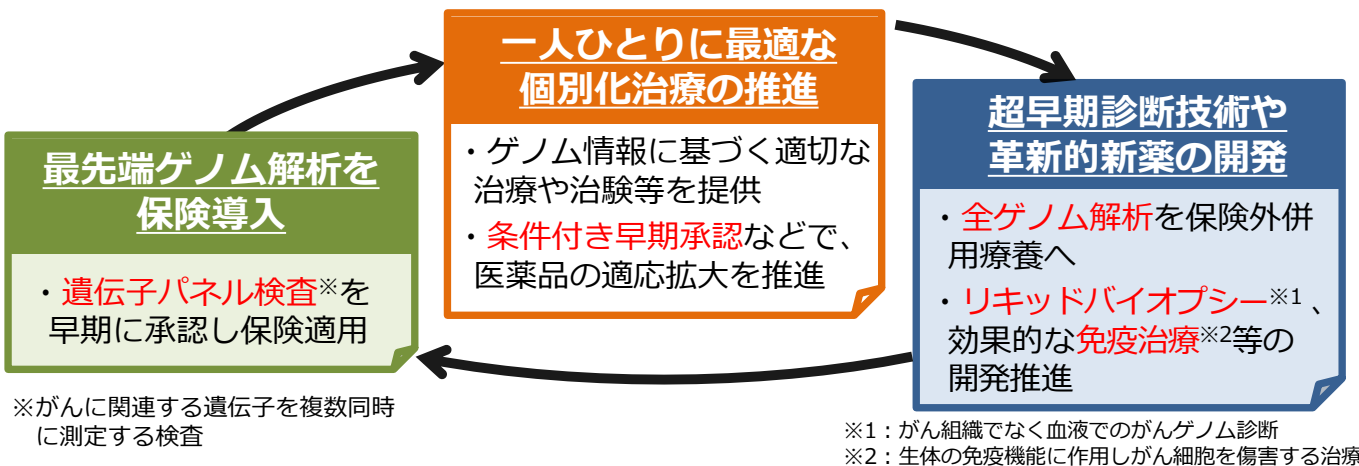 最先端ゲノム解析を
保険導入
・遺伝子パネル検査※を
早期に承認し保険適用
※がんに関連する遺伝子を複数同時
に測定する検査
一人ひとりに最適な
個別化治療の推進
・ゲノム情報に基づく適切な
治療や治験等を提供
・条件付き早期承認などで、
医薬品の適応拡大を推進
超早期診断技術や
革新的新薬の開発
・全ゲノム解析を保険外併
用療養へ
・リキッドバイオプシー※1、
効果的な免疫治療※2等の
開発推進
※1：がん組織でなく血液でのがんゲノム診断
※2：生体の免疫機能に作用しがん細胞を傷害する治療